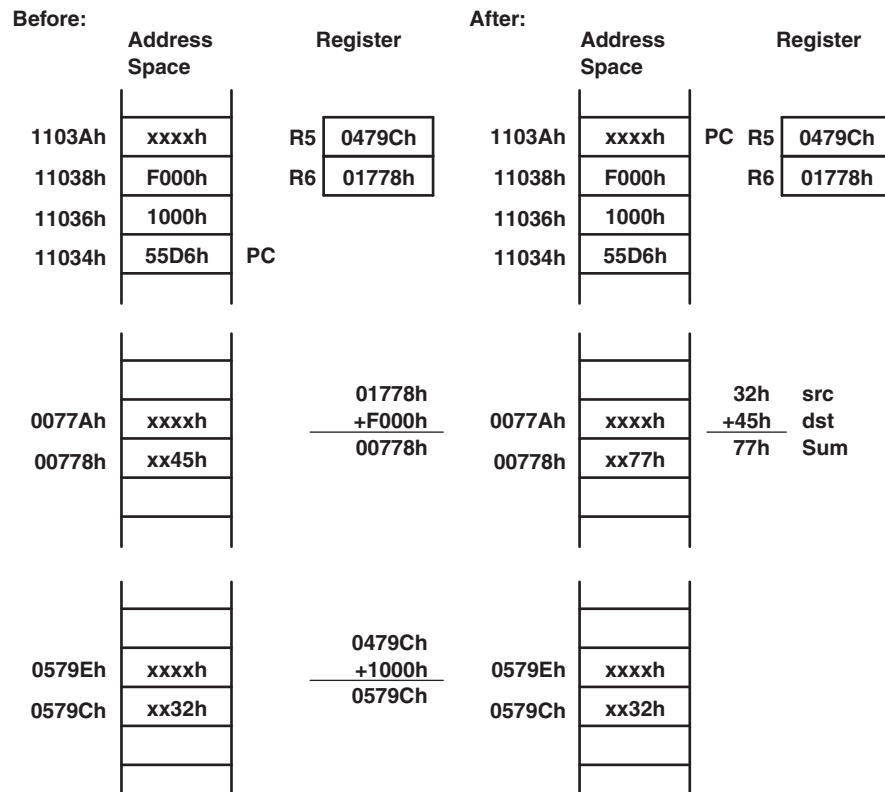 Before:
Address Space
Register
1103Ah xxxxh R5 0479Ch
11038h F000h R6 01778h
11036h 1000h
11034h 55D6h PC
01778h
0077Ah xxxxh +F000h
00778h xx45h 00778h
0479Ch
0579Eh xxxxh +1000h
0579Ch xx32h 0579Ch
After:
Address Space
Register
1103Ah xxxxh PC R5 0479Ch
11038h F000h R6 01778h
11036h 1000h
11034h 55D6h
32h src
0077Ah xxxxh +45h dst
00778h xx77h 77h Sum
0579Eh xxxxh
0579Ch xx32h